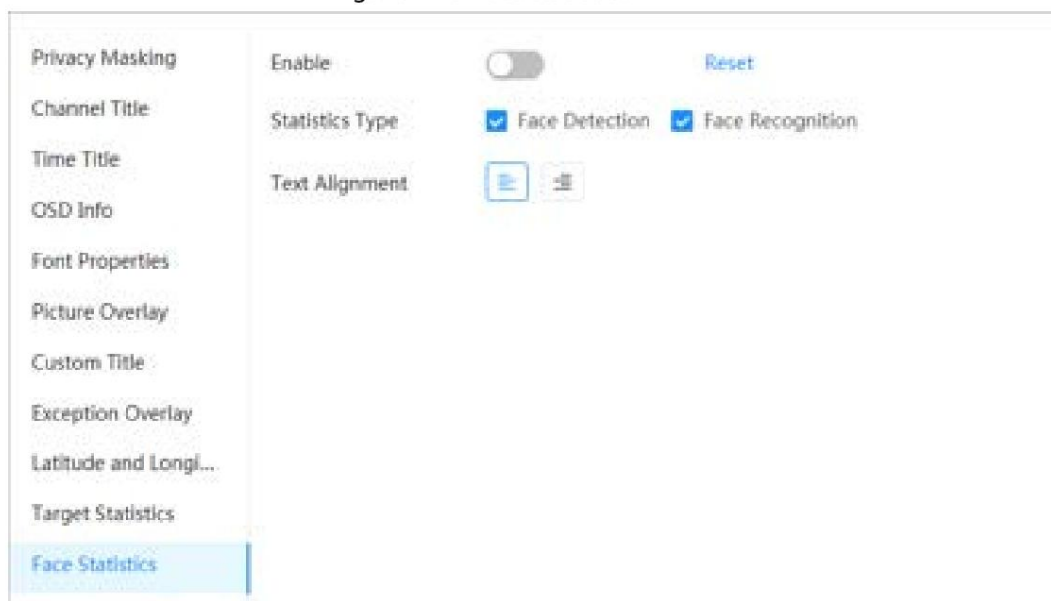 Privacy Masking
Channel Title
Time Title
OSD Info
Font Properties
Picture Overlay
Custom Title
Exception Overlay
Latitude and Longi...
Target Statistics
Face Statistics
Enable Reset
Statistics Type Face Detection Face Recognition
Text Alignment